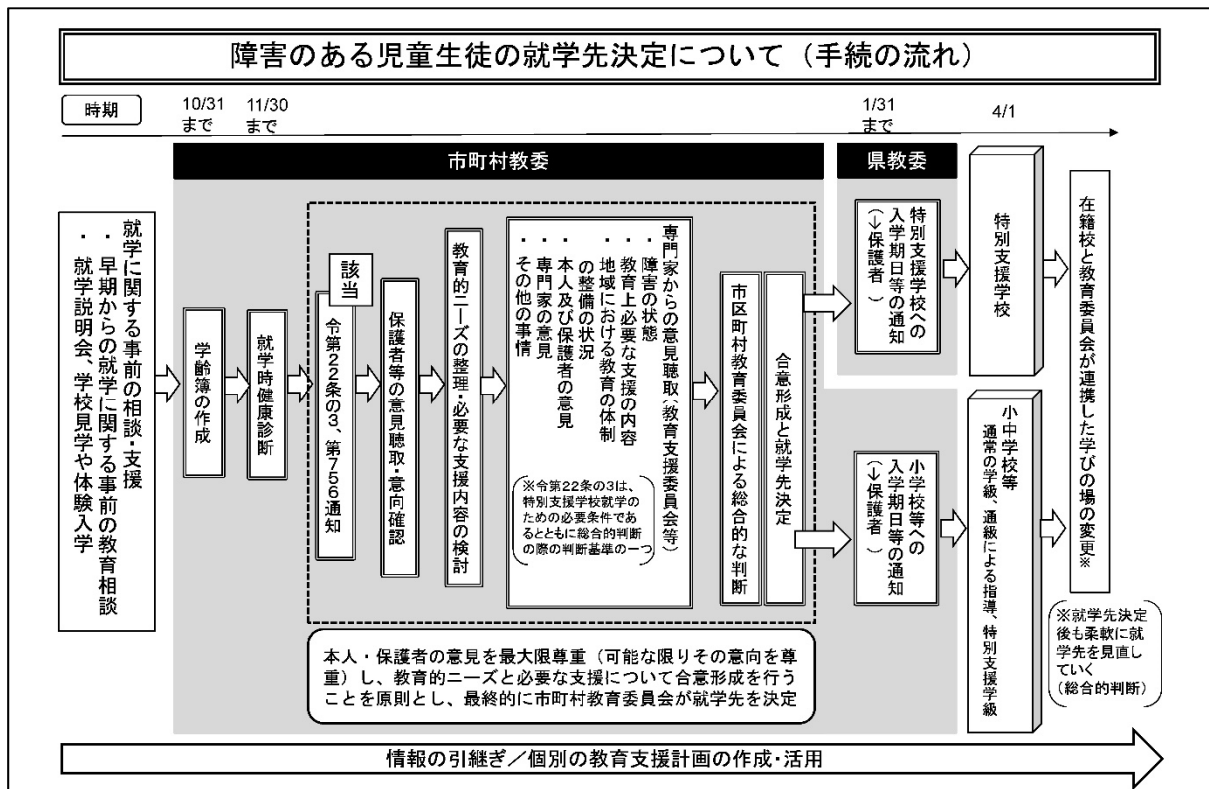 障害のある児童生徒の就学先決定について（手続の流れ）
時期
10/31
まで
11/30
まで
1/31
まで
4/1
市町村教委
県教委
就学に関する事前の相談・支援
・早期からの就学に関する事前の教育相談
・就学説明会、学校見学や体験入学
学齢簿の作成
就学時健康診断
該当
令第22条の3、第756通知
保護者等の意見聴取・意向確認
教育的ニーズの整理・必要な支援内容の検討
専門家からの意見聴取（教育支援委員会等）
・障害の状態
・教育上必要な支援の内容
・地域における教育の体制
の整備の状況
・本人及び保護者の意見
・専門家の意見
・その他の事情
※令第22条の3は、
特別支援学校就学の
ための必要条件であ
るとともに総合的判断
の際の判断基準の一つ
市区町村教育委員会による総合的な判断
合意形成と就学先決定
特別支援学校への
入学期日等の通知
（↓保護者）
特別支援学校
小学校等への
入学期日等の通知
（↓保護者）
小中学校等
通常の学級、通級による指導、特別支援学級
在籍校と教育委員会が連携した学びの場の変更※
※就学先決定
後も柔軟に就
学先を見直し
ていく
（総合的判断）
本人・保護者の意見を最大限尊重（可能な限りその意向を尊
重）し、教育的ニーズと必要な支援について合意形成を行う
ことを原則とし、最終的に市町村教育委員会が就学先を決定
情報の引継ぎ／個別の教育支援計画の作成・活用